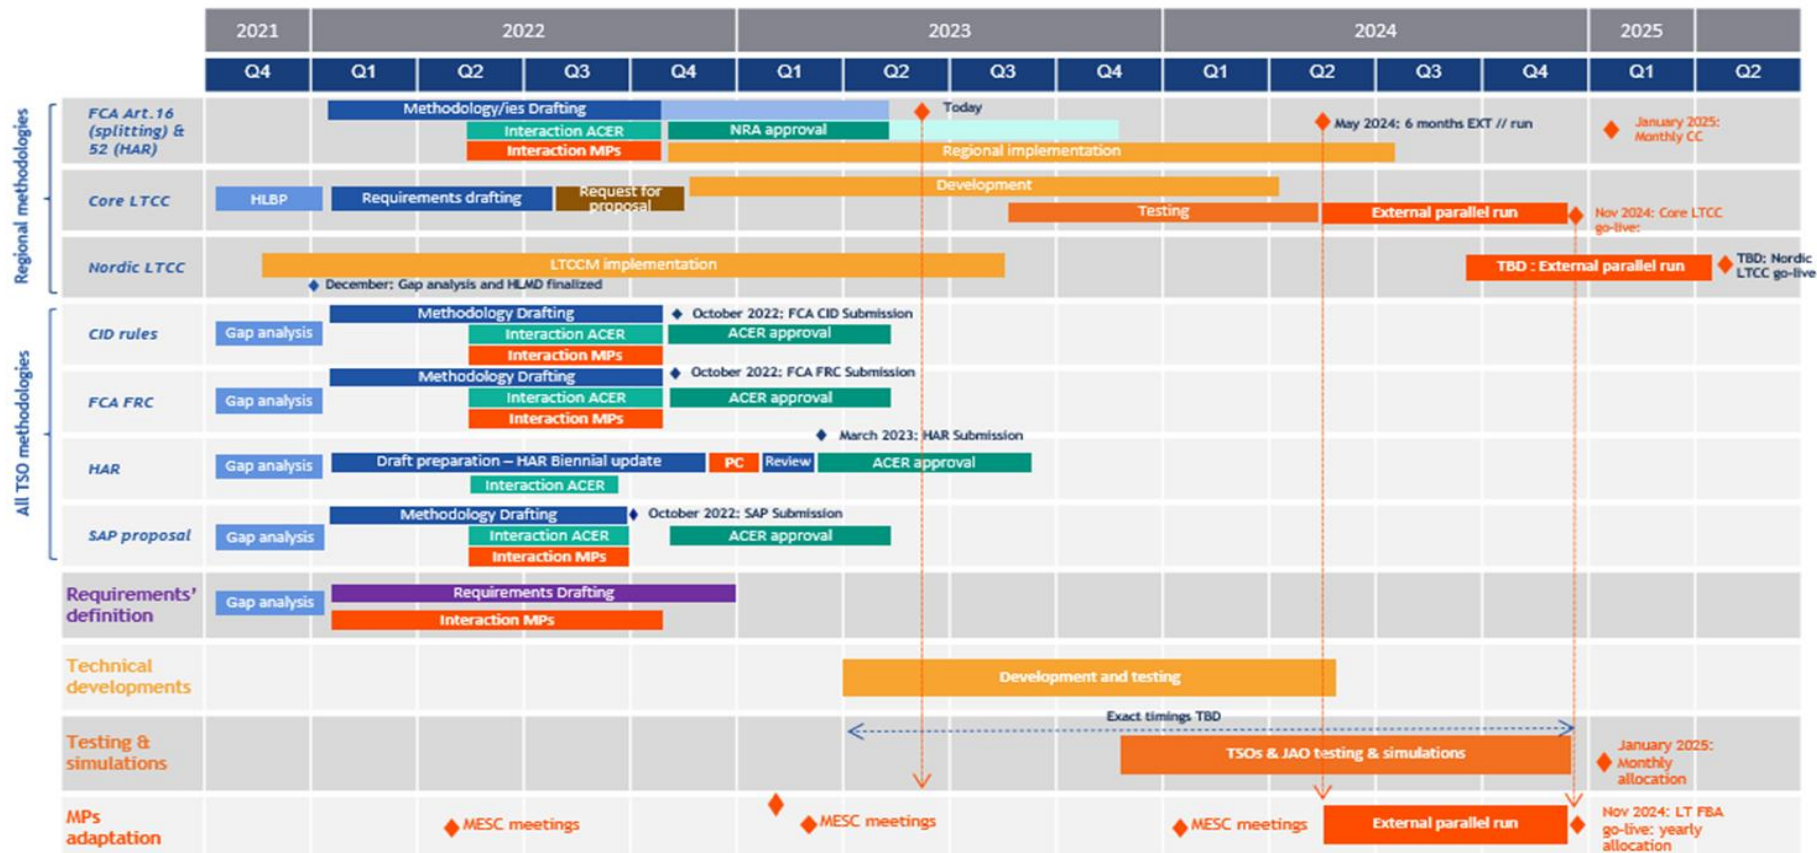 2021
2022
2023
2024
2025
Q4
Q1
Q2
Q3
Q4
Q1
Q2
Q3
Q4
Q1
Q2
Q3
Q4
Q1
Q2
Regional methodologies
FCA Art.16
(splitting) &
52 (HAR)
Methodology/ies Drafting
Interaction ACER
Interaction MPs
NRA approval
Regional implementation
Today
May 2024: 6 months EXT // run
January 2025:
Monthly CC
Core LTCC
HLBP
Requirements drafting
Request for
proposal
Development
Testing
External parallel run
Nov 2024: Core LTCC
go-live:
Nordic LTCC
LTCCM implementation
December: Gap analysis and HLMD finalized
TBD : External parallel run
TBD: Nordic
LTCC go-live
All TSO methodologies
CID rules
Gap analysis
Methodology Drafting
Interaction ACER
Interaction MPs
October 2022: FCA CID Submission
ACER approval
FCA FRC
Gap analysis
Methodology Drafting
Interaction ACER
Interaction MPs
October 2022: FCA FRC Submission
ACER approval
HAR
Gap analysis
Draft preparation – HAR Biennial update
Interaction ACER
PC
Review
March 2023: HAR Submission
ACER approval
SAP proposal
Gap analysis
Methodology Drafting
Interaction ACER
Interaction MPs
October 2022: SAP Submission
ACER approval
Requirements'
definition
Gap analysis
Requirements Drafting
Interaction MPs
Technical
developments
Development and testing
Testing &
simulations
Exact timings TBD
TSOs & JAO testing & simulations
January 2025:
Monthly
allocation
MPs
adaptation
MESC meetings
MESC meetings
MESC meetings
External parallel run
Nov 2024: LT FBA
go-live: yearly
allocation